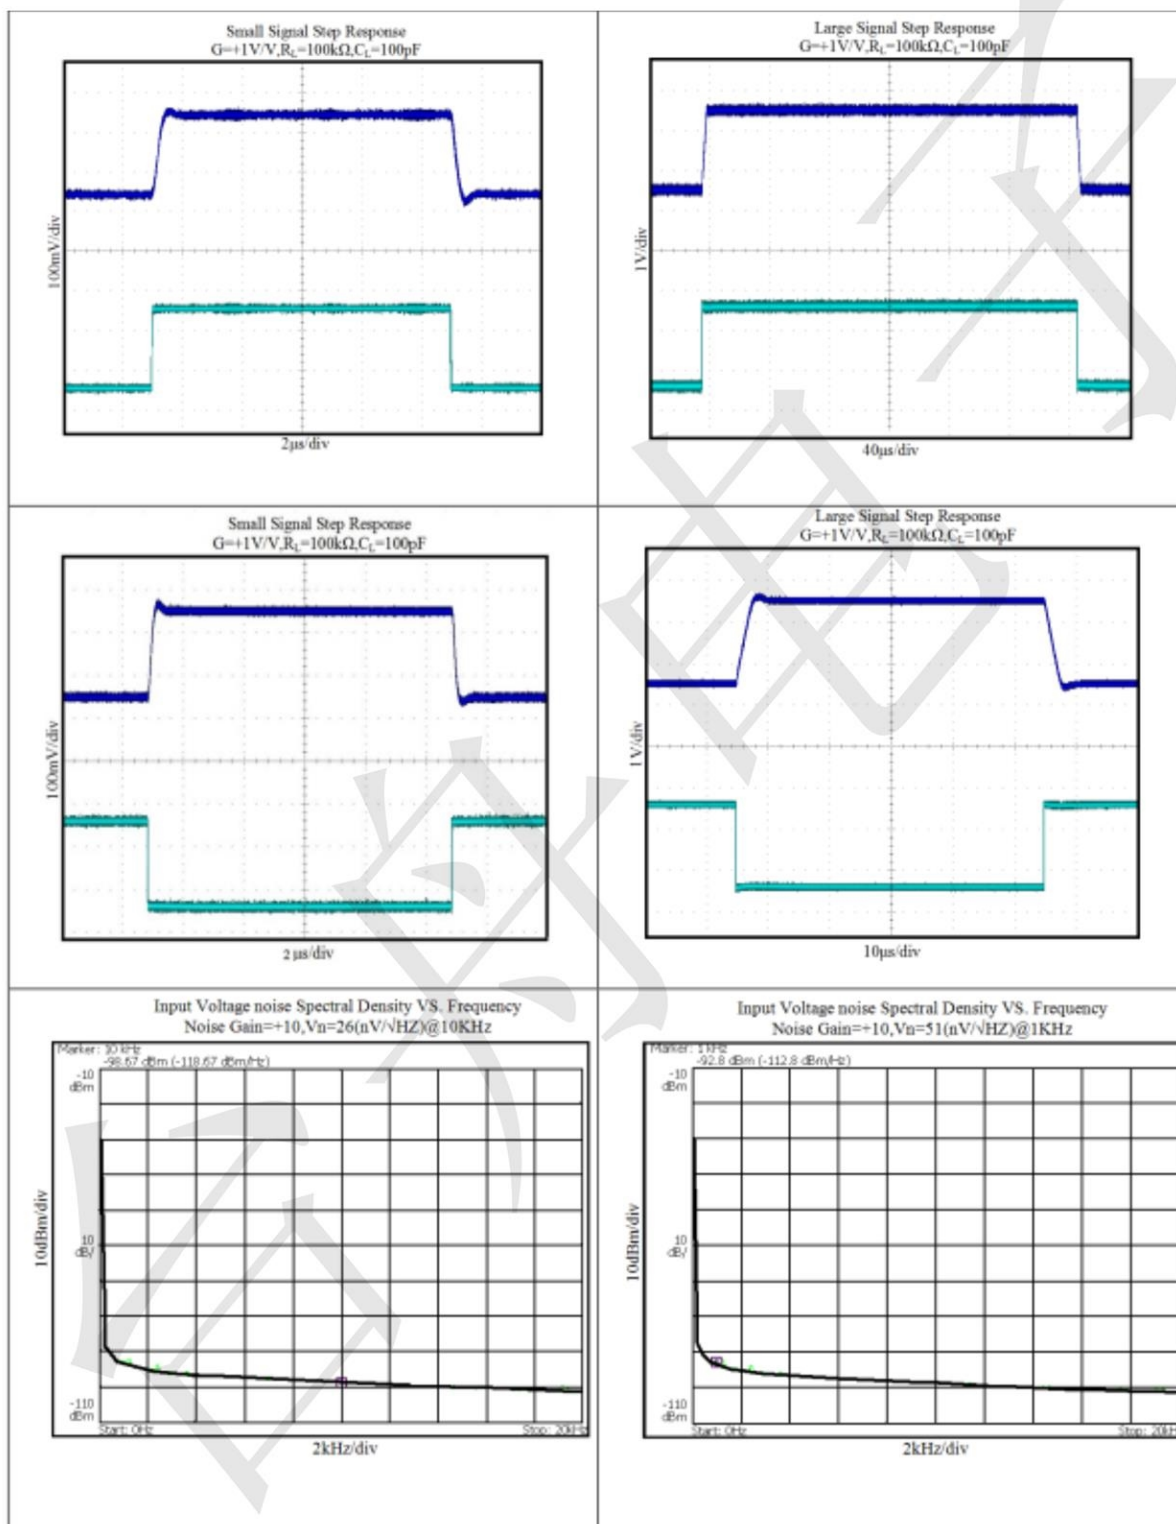 Small Signal Step Response
G=+1V/V,RL=100kΩ,CL=100pF
100mV/div
2μs/div
Large Signal Step Response
G=+1V/V,RL=100kΩ,CL=100pF
1V/div
40μs/div
Small Signal Step Response
G=+1V/V,RL=100kΩ,CL=100pF
100mV/div
2 μs/div
Large Signal Step Response
G=+1V/V,RL=100kΩ,CL=100pF
1V/div
10μs/div
Input Voltage noise Spectral Density VS. Frequency
Noise Gain=+10,Vn=26(nV/√HZ)@10KHz
Marker: 10 kHz
-98.67 dBm (-118.67 dBm/Hz)
-10
dBm
10dBm/div
10
dB/
-110
dBm
Start: 0Hz
Stop: 20kHz
2kHz/div
Input Voltage noise Spectral Density VS. Frequency
Noise Gain=+10,Vn=51(nV/√HZ)@1KHz
Marker: 1 kHz
-92.8 dBm (-112.8 dBm/Hz)
-10
dBm
10dBm/div
10
dB/
-110
dBm
Start: 0Hz
Stop: 20kH
2kHz/div